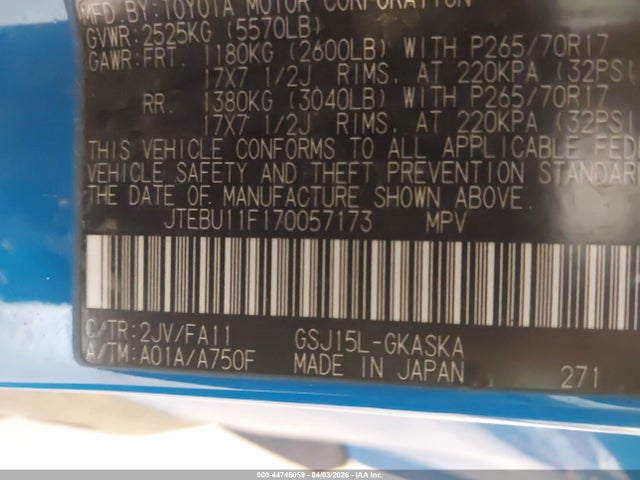 MFD.BY:TOYOTA MOTOR CORPORATION
GVWR:2525KG (5570LB)
GAWR:FRT. 1180KG (2600LB) WITH P265/70R17
17X7 1/2J, RIMS, AT 220KPA (32PSI
RR. 1380KG (3040LB) WITH P265/70R17
17X7 1/2J, RIMS, AT 220KPA (32PSI
THIS VEHICLE CONFORMS TO ALL APPLICABLE FEDE
VEHICLE SAFETY AND THEFT PREVENTION STANDAR
THE DATE OF MANUFACTURE SHOWN ABOVE.
JTEBU11F170057173 MPV
C/TR:2JV/FA11 GSJ15L-GKASKA
A/TM:A01A/A750F MADE IN JAPAN 271
000-44746059 - 04/03/2026 - Copyright IAA, LLC